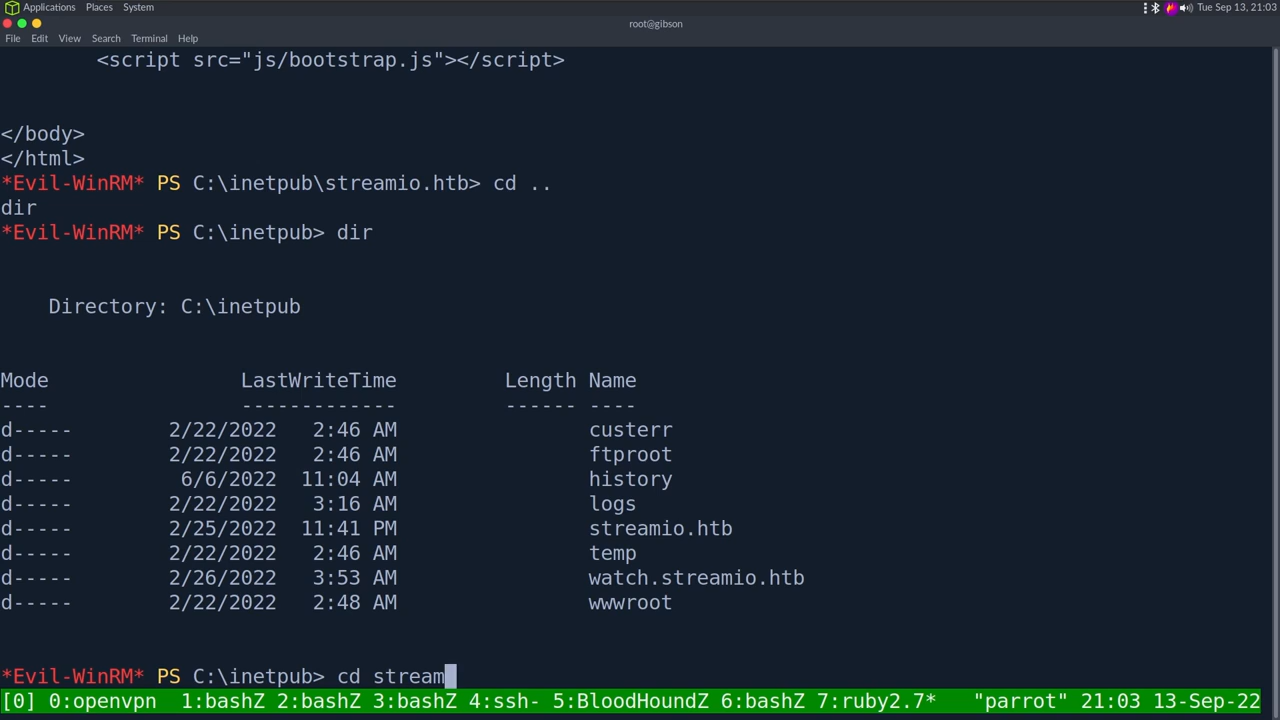 Applications Places System Tue Sep 13, 21:03
root@gibson
File Edit View Search Terminal Help
<script src="js/bootstrap.js"></script>
</body>
</html>
*Evil-WinRM* PS C:\inetpub\streamio.htb> cd ..
dir
*Evil-WinRM* PS C:\inetpub> dir
Directory: C:\inetpub
Mode LastWriteTime Length Name
---- ------------- ------ ----
d----- 2/22/2022 2:46 AM custerr
d----- 2/22/2022 2:46 AM ftproot
d----- 6/6/2022 11:04 AM history
d----- 2/22/2022 3:16 AM logs
d----- 2/25/2022 11:41 PM streamio.htb
d----- 2/22/2022 2:46 AM temp
d----- 2/26/2022 3:53 AM watch.streamio.htb
d----- 2/22/2022 2:48 AM wwwroot
*Evil-WinRM* PS C:\inetpub> cd stream
[0] 0:openvpn 1:bashZ 2:bashZ 3:bashZ 4:ssh- 5:BloodHoundZ 6:bashZ 7:ruby2.7* "parrot" 21:03 13-Sep-22